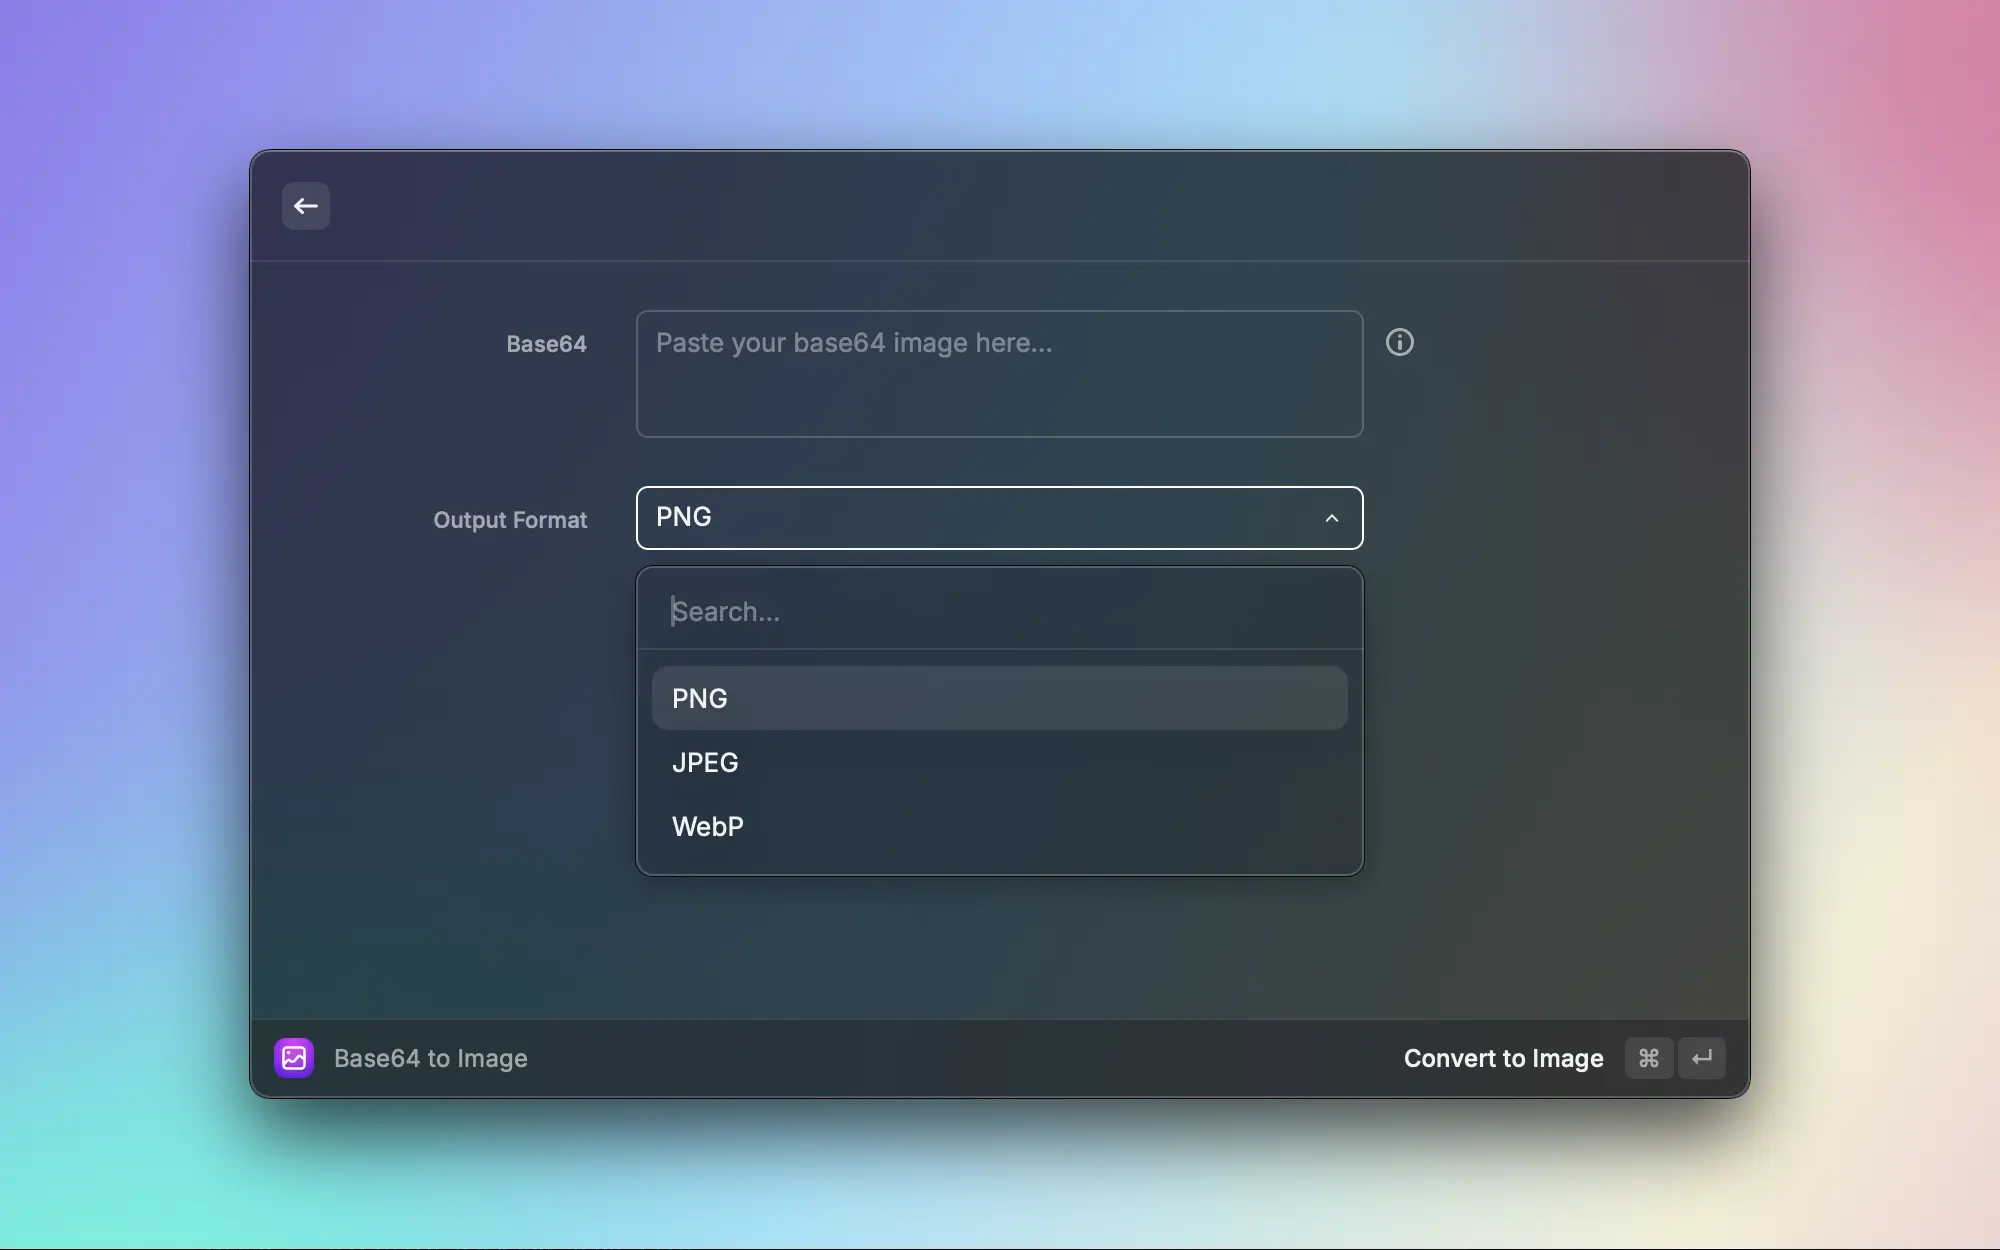 Base64
Paste your base64 image here...
Output Format
PNG
Search...
PNG
JPEG
WebP
Base64 to Image
Convert to Image ⌘ ↵